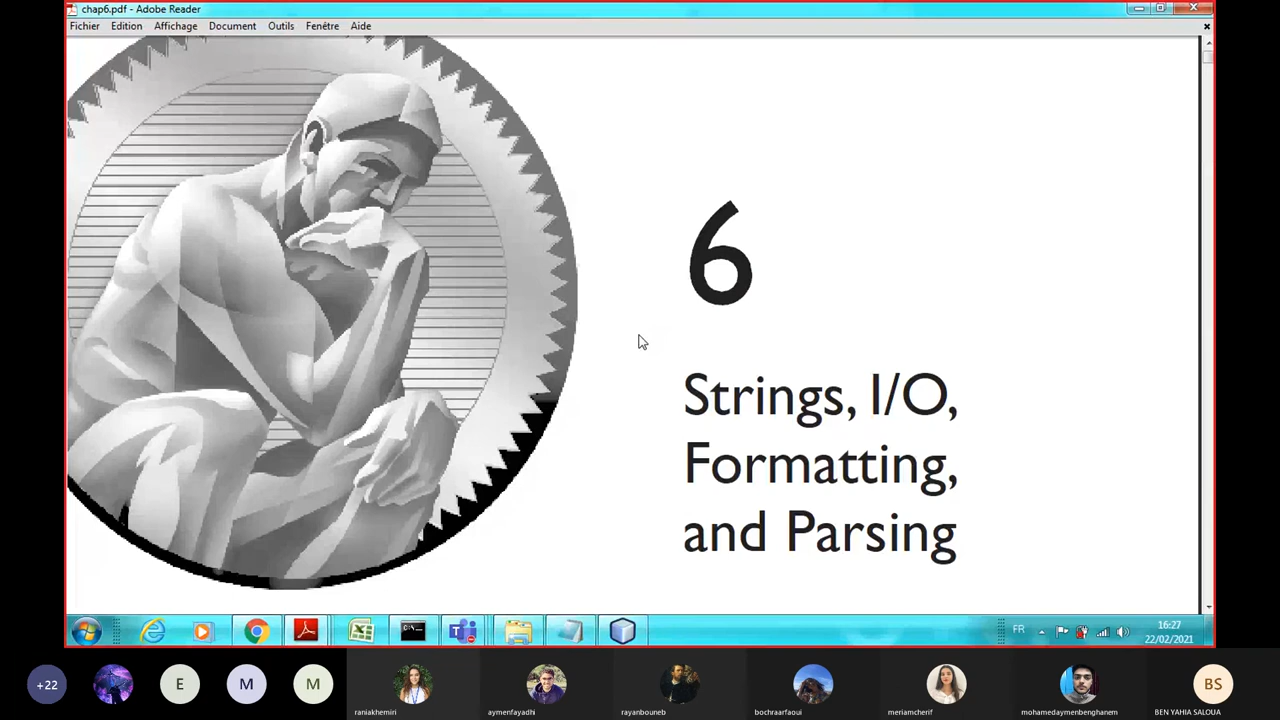 chap6.pdf - Adobe Reader
Fichier Edition Affichage Document Outils Fenêtre Aide
6
Strings, I/O,
Formatting,
and Parsing
C:\.
FR
16:27
22/02/2021
+22
E
M
M
BS
raniakhemiri
aymenfayadhi
rayanbouneb
bochraarfaoui
meriamcherif
mohamedaymenbenghanem
BEN YAHIA SALOUA